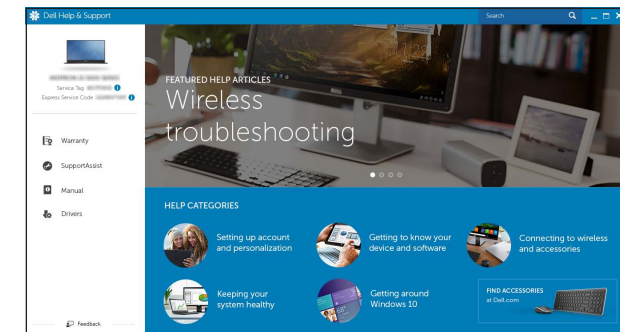 Dell Help & Support
Search
Service Tag
Express Service Code
Warranty
SupportAssist
Manual
Drivers
Feedback
FEATURED HELP ARTICLES
Wireless
troubleshooting
HELP CATEGORIES
Setting up account
and personalization
Getting to know your
device and software
Connecting to wireless
and accessories
Keeping your
system healthy
Getting around
Windows 10
FIND ACCESSORIES
at Dell.com